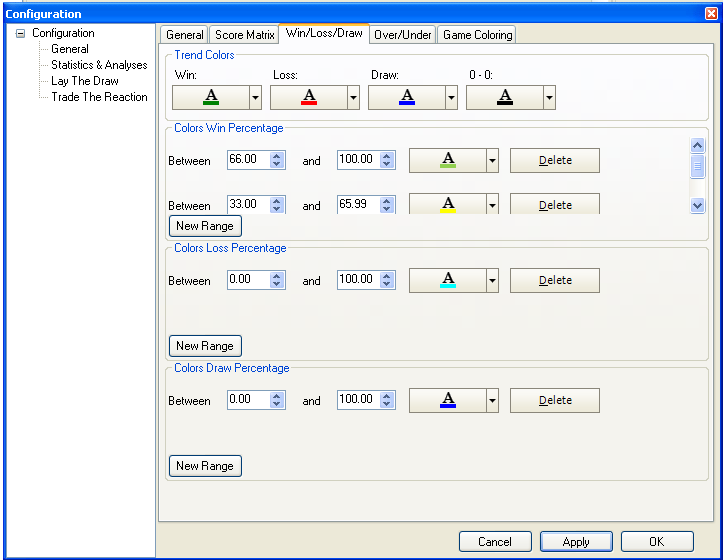 Configuration
Configuration
General
Statistics & Analyses
Lay The Draw
Trade The Reaction
General Score Matrix Win/Loss/Draw Over/Under Game Coloring
Trend Colors
Win: Loss: Draw: 0 - 0:
A A A A
Colors Win Percentage
Between 66.00 and 100.00 A Delete
Between 33.00 and 65.99 A Delete
New Range
Colors Loss Percentage
Between 0.00 and 100.00 A Delete
New Range
Colors Draw Percentage
Between 0.00 and 100.00 A Delete
New Range
Cancel Apply OK